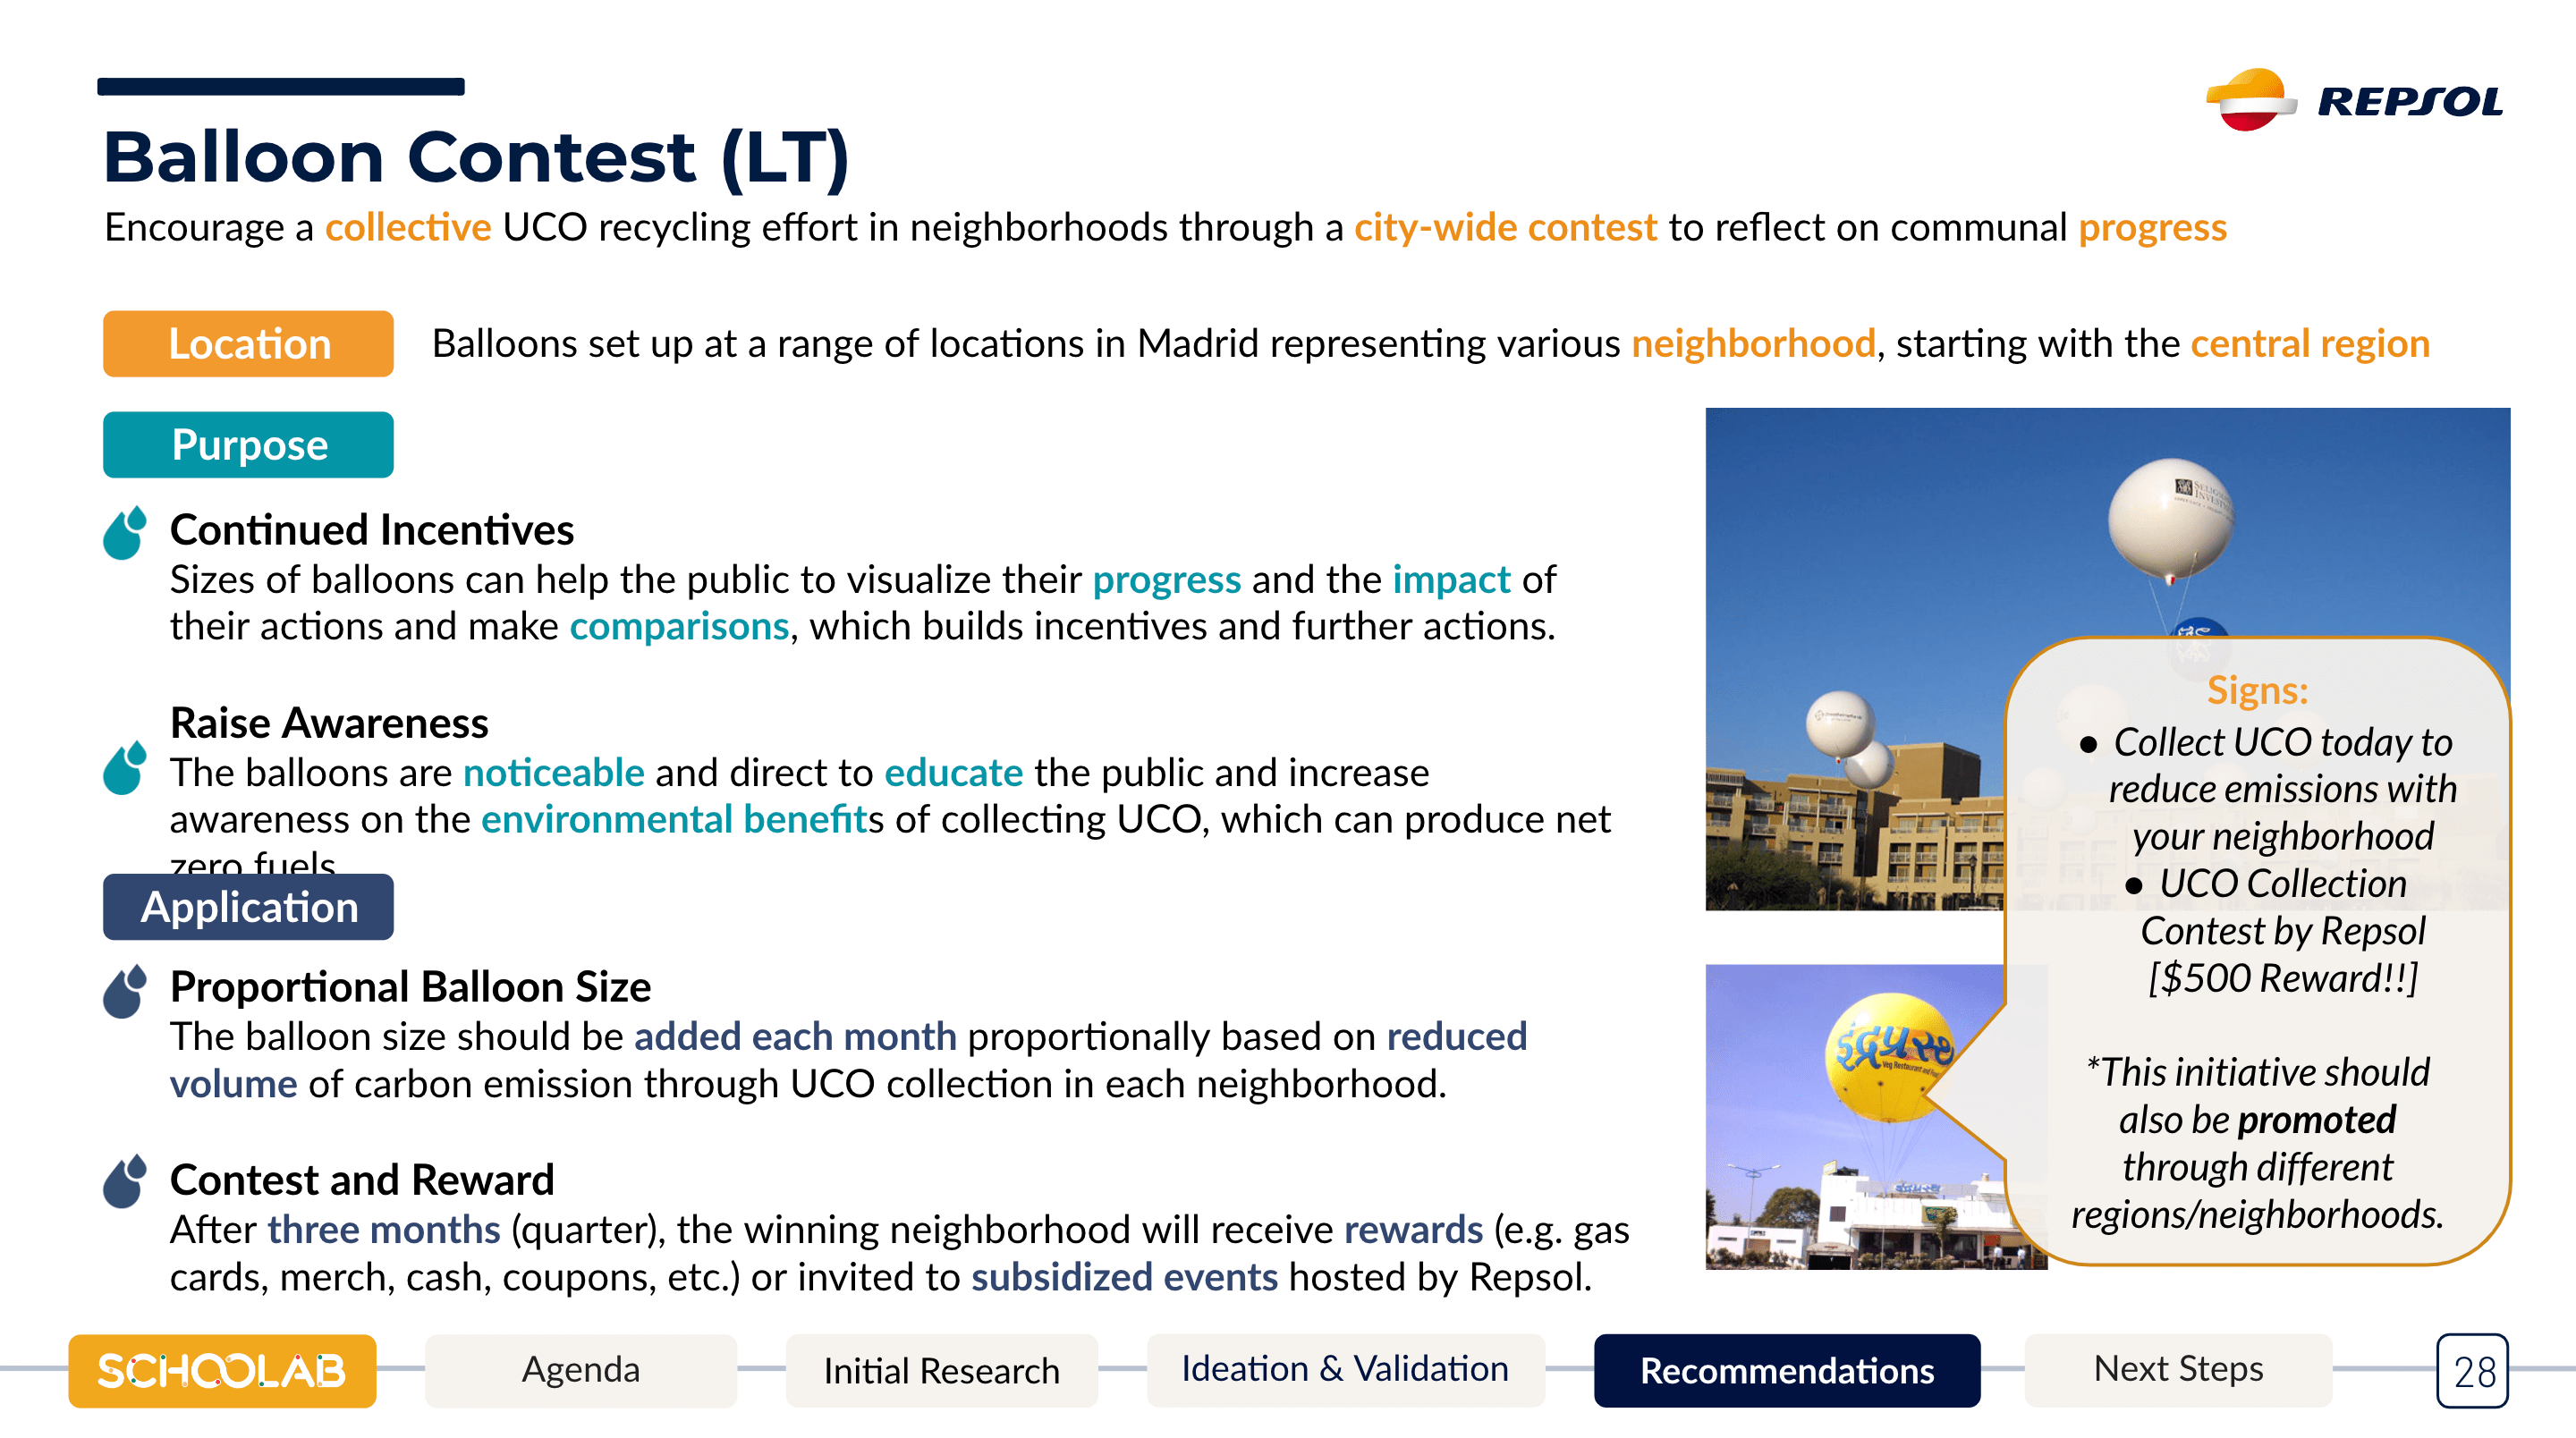 REPSOL
Balloon Contest (LT)
Encourage a collective UCO recycling effort in neighborhoods through a city-wide contest to reflect on communal progress
Location
Balloons set up at a range of locations in Madrid representing various neighborhood, starting with the central region
Purpose
Continued Incentives
Sizes of balloons can help the public to visualize their progress and the impact of
their actions and make comparisons, which builds incentives and further actions.
Raise Awareness
The balloons are noticeable and direct to educate the public and increase
awareness on the environmental benefits of collecting UCO, which can produce net
zero fuels
Application
Proportional Balloon Size
The balloon size should be added each month proportionally based on reduced
volume of carbon emission through UCO collection in each neighborhood.
Contest and Reward
After three months (quarter), the winning neighborhood will receive rewards (e.g. gas
cards, merch, cash, coupons, etc.) or invited to subsidized events hosted by Repsol.
Signs:
● Collect UCO today to
reduce emissions with
your neighborhood
● UCO Collection
Contest by Repsol
[$500 Reward!!]
*This initiative should
also be promoted
through different
regions/neighborhoods.
SCHOOLAB
Agenda
Initial Research
Ideation & Validation
Recommendations
Next Steps
28